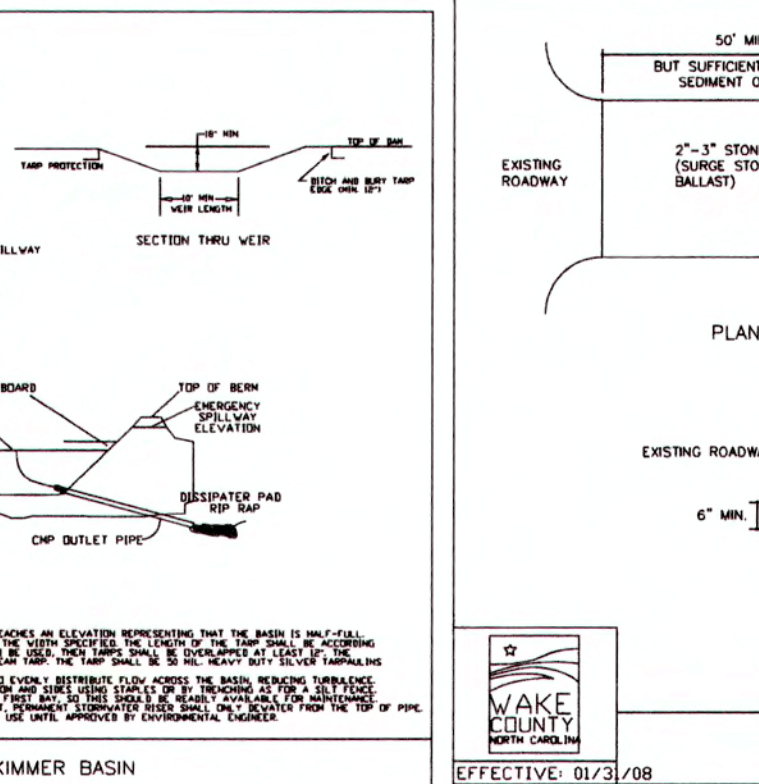 18" MIN
TOP OF DAM
TARP PROTECTION
DITCH AND BURY TARP
EDGE (MIN. 12")
10' MIN
WEIR LENGTH
SECTION THRU WEIR
ILLWAY
BOARD
TOP OF BERM
EMERGENCY
SPILLWAY
ELEVATION
DISSIPATER PAD
RIP RAP
CMP OUTLET PIPE
EACHES AN ELEVATION REPRESENTING THAT THE BASIN IS HALF-FULL.
THE WIDTH SPECIFIED. THE LENGTH OF THE TARP SHALL BE ACCORDING
BE USED, THEN TARPS SHALL BE OVERLAPPED AT LEAST 12". THE
EAM TARP. THE TARP SHALL BE 50 MIL. HEAVY DUTY SILVER TARPAULINS
EVENLY DISTRIBUTE FLOW ACROSS THE BASIN, REDUCING TURBULENCE.
OM AND SIDES USING STAPLES OR BY TRENCHING AS FOR A SILT FENCE.
FIRST BAY, SO THIS SHOULD BE READILY AVAILABLE FOR MAINTENANCE.
T, PERMANENT STORMWATER RISER SHALL ONLY DEWATER FROM THE TOP OF PIPE
USE UNTIL APPROVED BY ENVIRONMENTAL ENGINEER.
KIMMER BASIN
50' MI
BUT SUFFICIENT
SEDIMENT O
EXISTING
ROADWAY
2"-3" STON
(SURGE STO
BALLAST)
PLAN
EXISTING ROADWA
6" MIN.
WAKE
COUNTY
NORTH CAROLINA
EFFECTIVE: 01/31/08